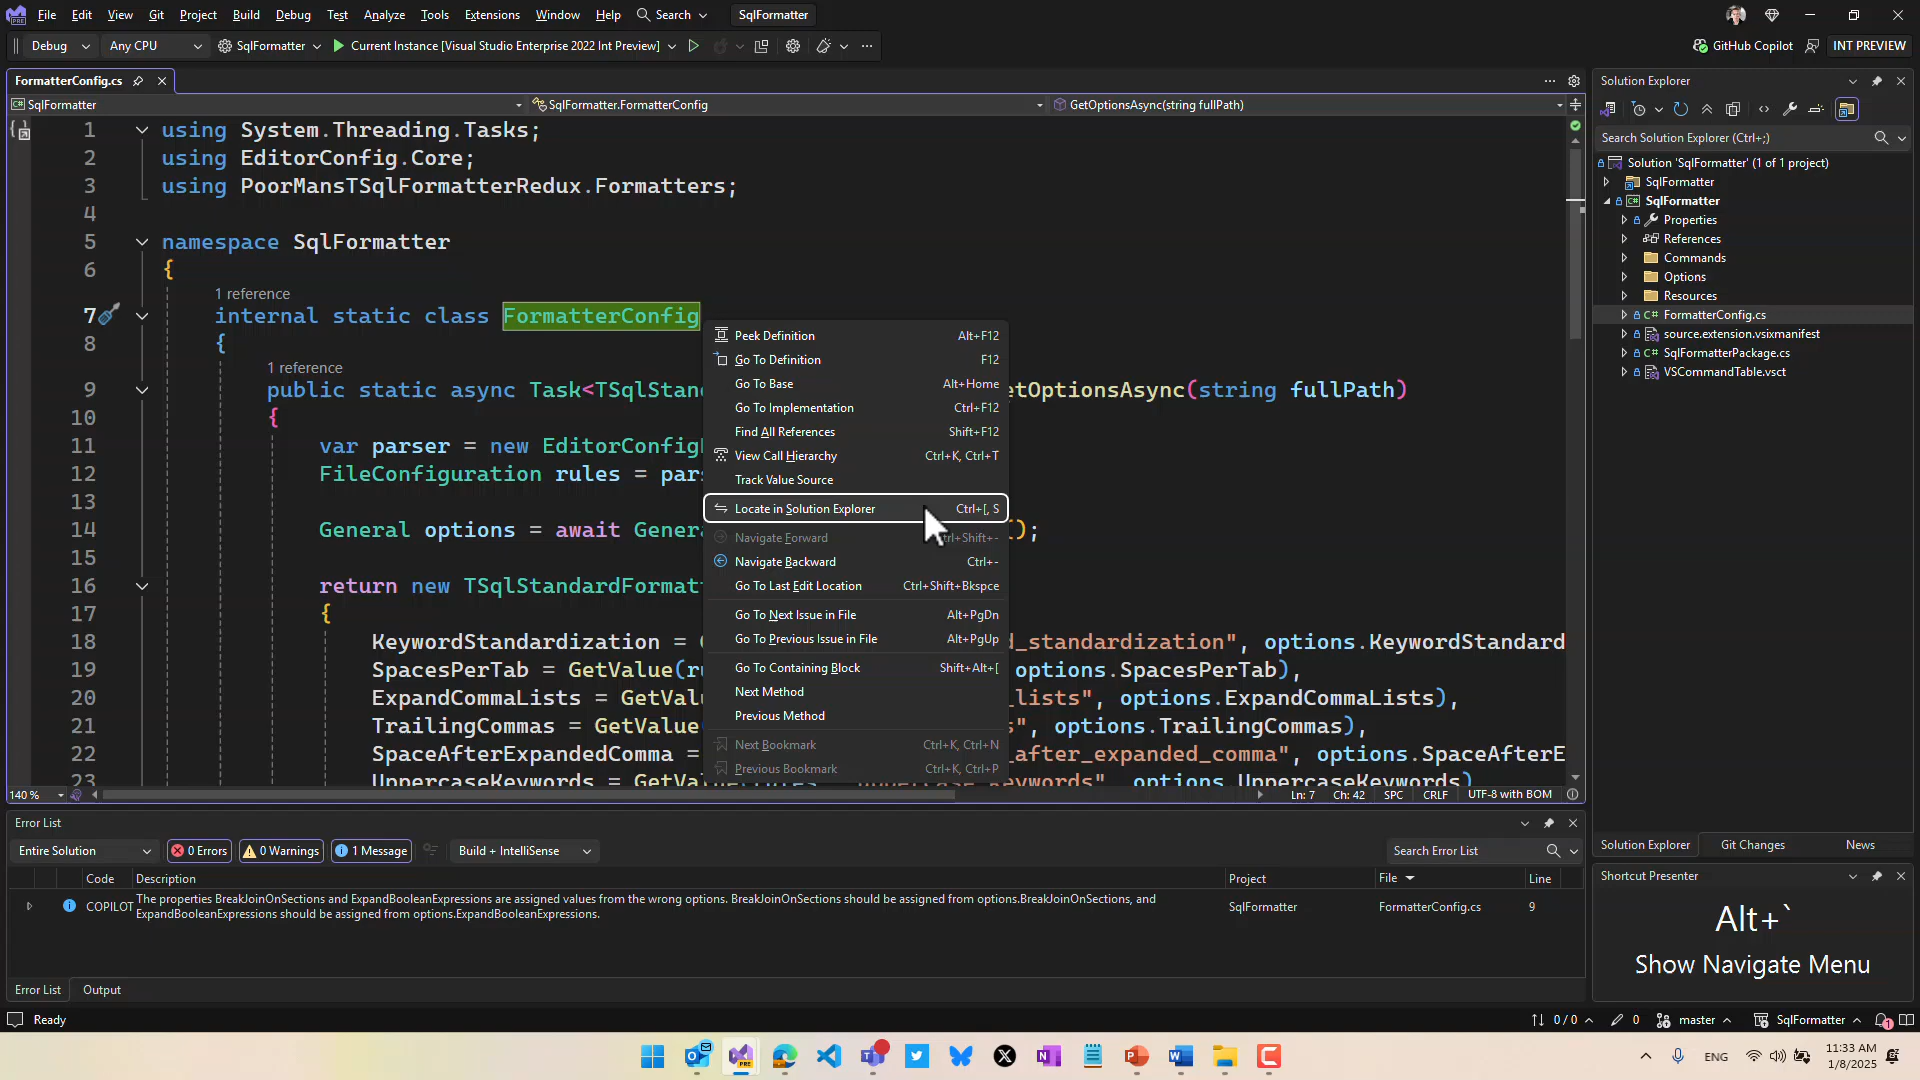 File Edit View Git Project Build Debug Test Analyze Tools Extensions Window Help Search SqlFormatter
Debug Any CPU SqlFormatter Current Instance [Visual Studio Enterprise 2022 Int Preview] GitHub Copilot INT PREVIEW
FormatterConfig.cs
SqlFormatter SqlFormatter.FormatterConfig GetOptionsAsync(string fullPath)
1 using System.Threading.Tasks;
2 using EditorConfig.Core;
3 using PoorMansTSqlFormatterRedux.Formatters;
4
5 namespace SqlFormatter
6 {
1 reference
7 internal static class FormatterConfig
8 {
1 reference
9 public static async Task<TSqlStan etOptionsAsync(string fullPath)
10 {
11 var parser = new EditorConfig
12 FileConfiguration rules = par
13
14 General options = await Gener );
15
16 return new TSqlStandardFormat
17 {
18 KeywordStandardization = _standardization", options.KeywordStandard
19 SpacesPerTab = GetValue(r options.SpacesPerTab),
20 ExpandCommaLists = GetVal _lists", options.ExpandCommaLists),
21 TrailingCommas = GetValue s", options.TrailingCommas),
22 SpaceAfterExpandedComma = _after_expanded_comma", options.SpaceAfterE
23 UppercaseKeywords = GetValue(rules, "uppercase_keywords", options.UppercaseKeywords)
Peek Definition Alt+F12
Go To Definition F12
Go To Base Alt+Home
Go To Implementation Ctrl+F12
Find All References Shift+F12
View Call Hierarchy Ctrl+K, Ctrl+T
Track Value Source
Locate in Solution Explorer Ctrl+[, S
Navigate Forward trl+Shift+-
Navigate Backward Ctrl+-
Go To Last Edit Location Ctrl+Shift+Bkspce
Go To Next Issue in File Alt+PgDn
Go To Previous Issue in File Alt+PgUp
Go To Containing Block Shift+Alt+[
Next Method
Previous Method
Next Bookmark Ctrl+K, Ctrl+N
Previous Bookmark Ctrl+K, Ctrl+P
140 % Ln: 7 Ch: 42 SPC CRLF UTF-8 with BOM
Error List
Entire Solution 0 Errors 0 Warnings 1 Message Build + IntelliSense Search Error List
Code Description Project File Line
COPILOT The properties BreakJoinOnSections and ExpandBooleanExpressions are assigned values from the wrong options. BreakJoinOnSections should be assigned from options.BreakJoinOnSections, and
ExpandBooleanExpressions should be assigned from options.ExpandBooleanExpressions. SqlFormatter FormatterConfig.cs 9
Error List Output
Solution Explorer
Search Solution Explorer (Ctrl+;)
Solution 'SqlFormatter' (1 of 1 project)
SqlFormatter
SqlFormatter
Properties
References
Commands
Options
Resources
FormatterConfig.cs
source.extension.vsixmanifest
SqlFormatterPackage.cs
VSCommandTable.vsct
Solution Explorer Git Changes News
Shortcut Presenter
Alt+`
Show Navigate Menu
Ready 0 / 0 0 master SqlFormatter 1
ENG 11:33 AM
1/8/2025